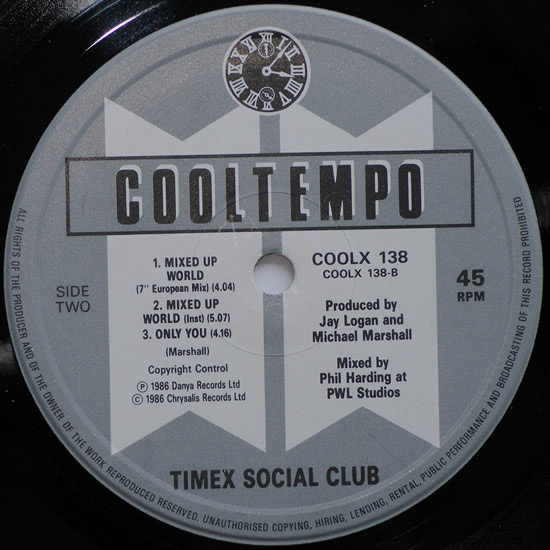 COOLTEMPO
1. MIXED UP
WORLD
(7" European Mix) (4.04)
2. MIXED UP
WORLD (Inst) (5.07)
3. ONLY YOU (4.16)
(Marshall)
Copyright Control
Ⓟ 1986 Danya Records Ltd
© 1986 Chrysalis Records Ltd
SIDE
TWO
COOLX 138
COOLX 138-B
45
RPM
Produced by
Jay Logan and
Michael Marshall
Mixed by
Phil Harding at
PWL Studios
TIMEX SOCIAL CLUB
ALL RIGHTS OF THE PRODUCER AND OF THE OWNER OF THE WORK REPRODUCED RESERVED. UNAUTHORISED COPYING, HIRING, LENDING, RENTAL, PUBLIC PERFORMANCE AND BROADCASTING OF THIS RECORD PROHIBITED